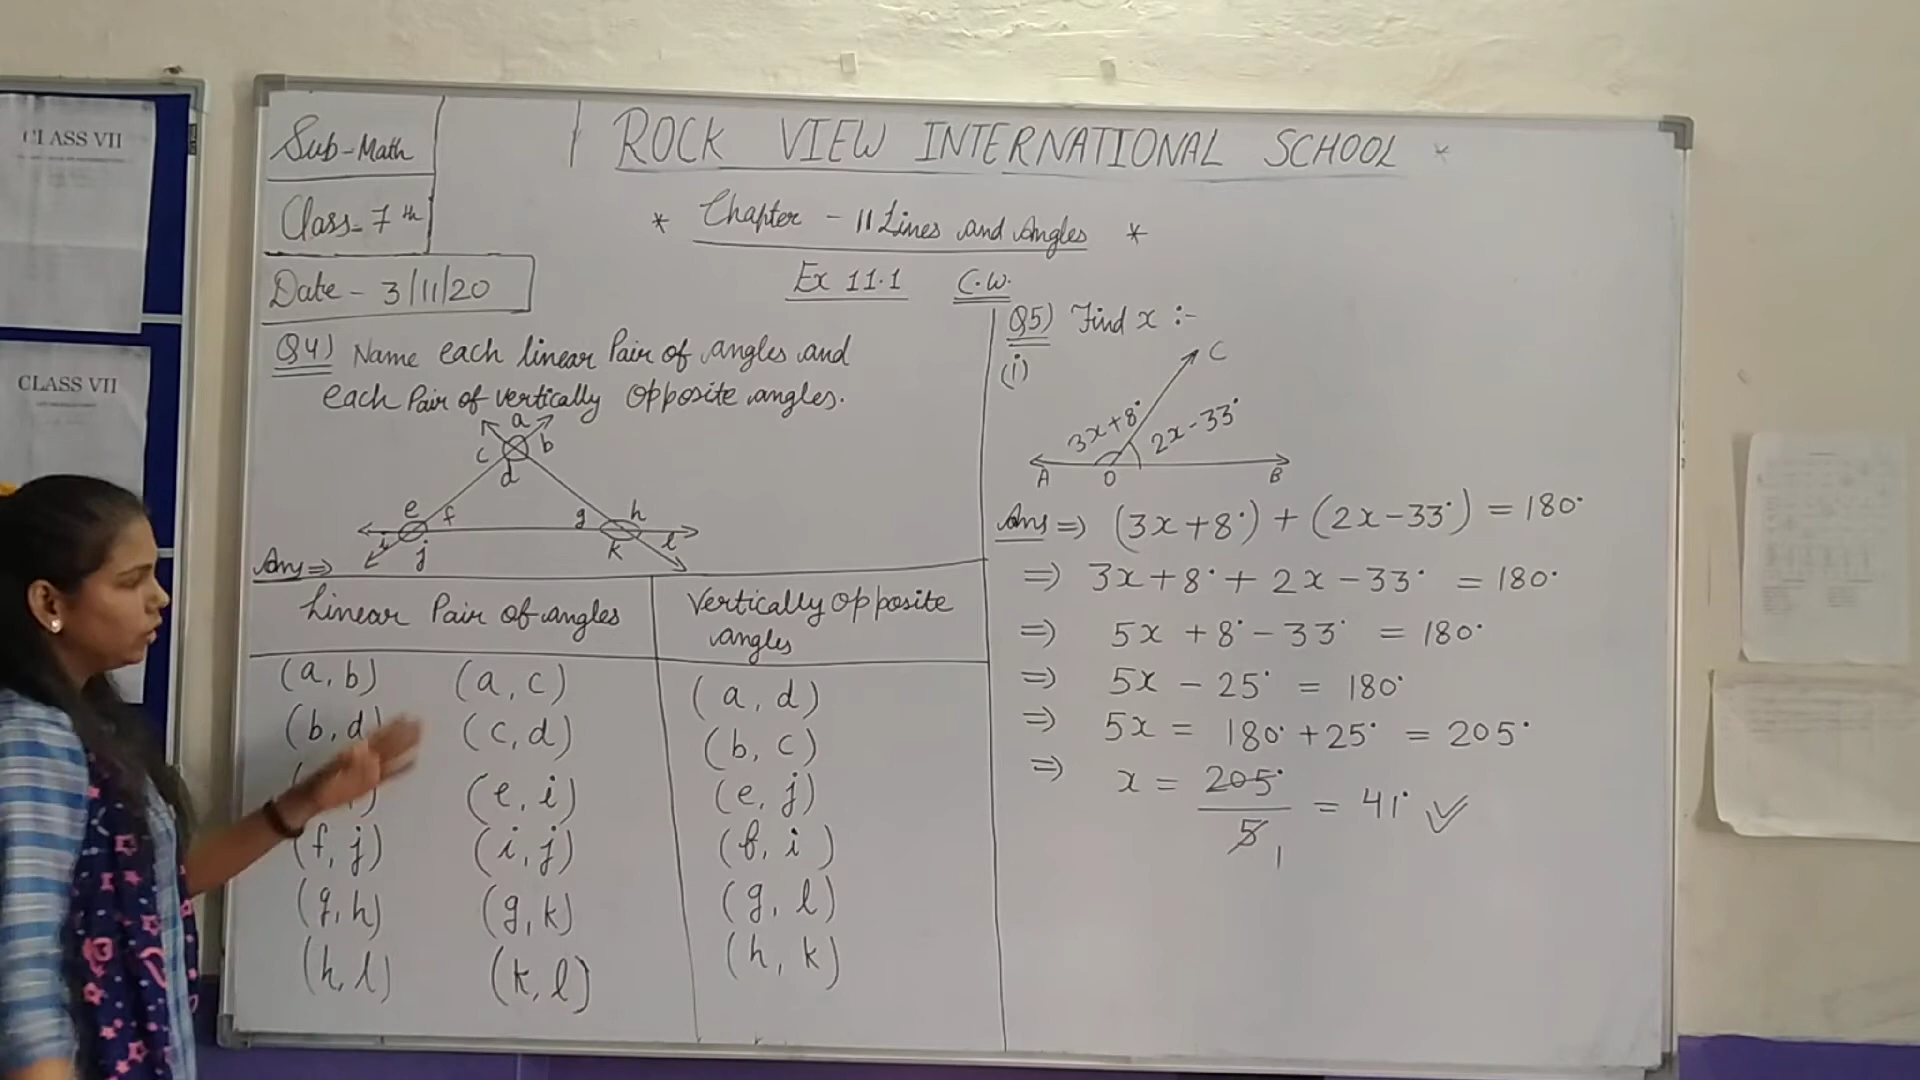 CLASS VII
CLASS VII
Sub-Math
Class-7th
Date-3/11/20
ROCK VIEW INTERNATIONAL SCHOOL *
* Chapter - 11 Lines and Angles *
Ex 11.1 C.W.
Q4) Name each linear Pair of angles and
each Pair of vertically opposite angles.
a
c b
d
e f g h
i j k l
Ans ⇒
Linear Pair of angles
(a, b) (a, c)
(b, d) (c, d)
(e, i)
(f, j) (i, j)
(g, h) (g, k)
(h, l) (k, l)
Vertically opposite
angles
(a, d)
(b, c)
(e, j)
(f, i)
(g, l)
(h, k)
Q5) Find x :-
(i)
C
3x+8° 2x-33°
A O B
Ans ⇒ (3x+8°) + (2x-33°) = 180°
⇒ 3x+8°+ 2x-33° = 180°
⇒ 5x +8°-33° = 180°
⇒ 5x - 25° = 180°
⇒ 5x = 180°+25° = 205°
⇒ x = 205°/5 1 = 41° ✓